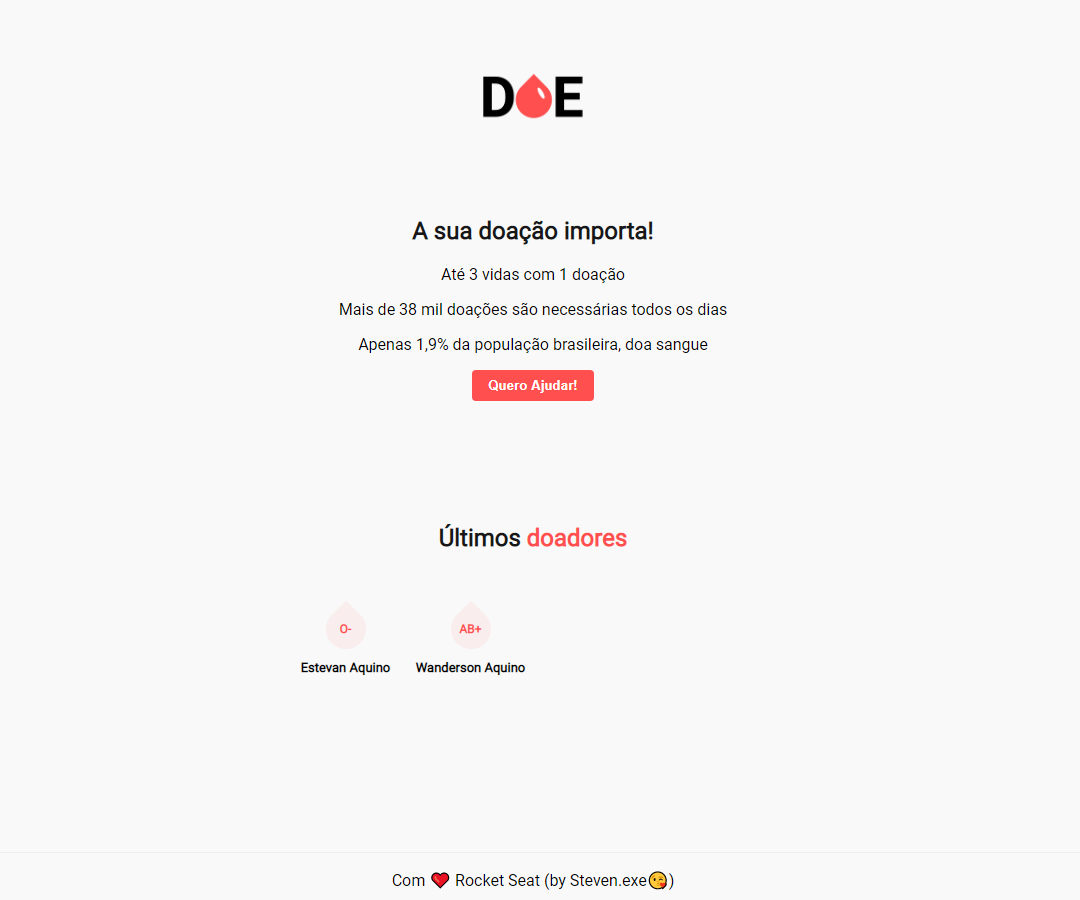 DOE
A sua doação importa!
Até 3 vidas com 1 doação
Mais de 38 mil doações são necessárias todos os dias
Apenas 1,9% da população brasileira, doa sangue
Quero Ajudar!
Últimos doadores
O- AB+
Estevan Aquino Wanderson Aquino
Com ❤ Rocket Seat (by Steven.exe😘)